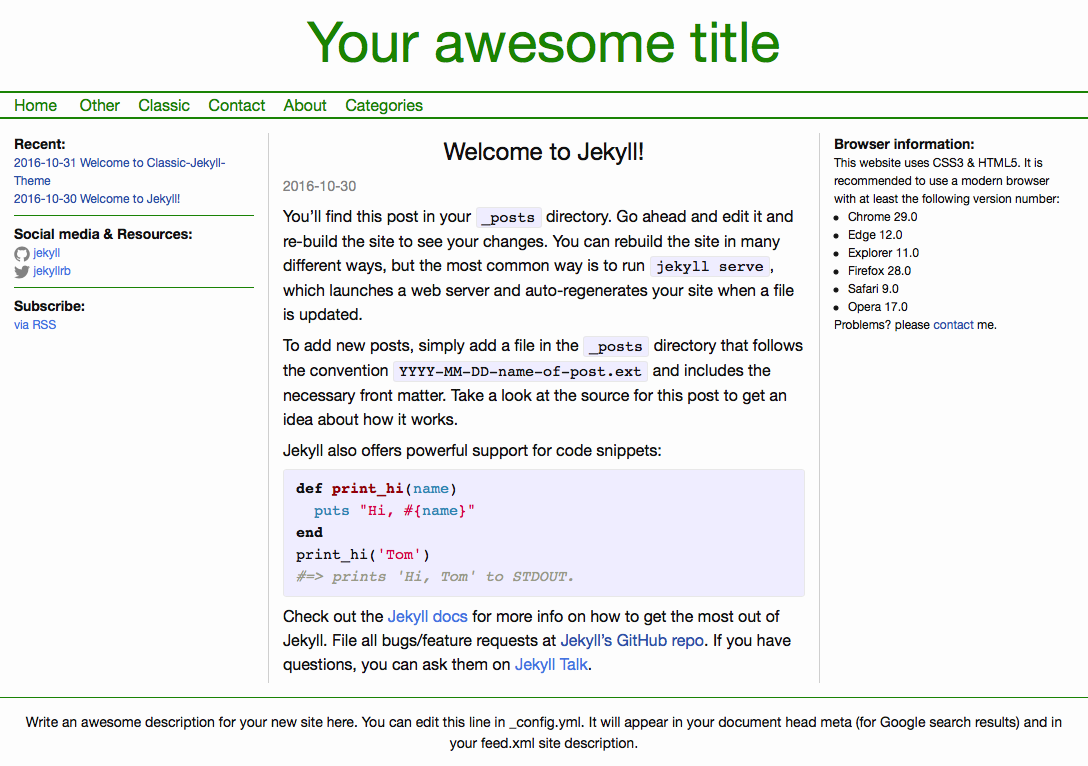 Your awesome title
Home Other Classic Contact About Categories
Recent:
2016-10-31 Welcome to Classic-Jekyll-
Theme
2016-10-30 Welcome to Jekyll!
Social media & Resources:
jekyll
jekyllrb
Subscribe:
via RSS
Welcome to Jekyll!
2016-10-30
You’ll find this post in your _posts directory. Go ahead and edit it and
re-build the site to see your changes. You can rebuild the site in many
different ways, but the most common way is to run jekyll serve,
which launches a web server and auto-regenerates your site when a file
is updated.
To add new posts, simply add a file in the _posts directory that follows
the convention YYYY-MM-DD-name-of-post.ext and includes the
necessary front matter. Take a look at the source for this post to get an
idea about how it works.
Jekyll also offers powerful support for code snippets:
def print_hi(name)
  puts "Hi, #{name}"
end
print_hi('Tom')
#=> prints 'Hi, Tom' to STDOUT.
Check out the Jekyll docs for more info on how to get the most out of
Jekyll. File all bugs/feature requests at Jekyll’s GitHub repo. If you have
questions, you can ask them on Jekyll Talk.
Browser information:
This website uses CSS3 & HTML5. It is
recommended to use a modern browser
with at least the following version number:
• Chrome 29.0
• Edge 12.0
• Explorer 11.0
• Firefox 28.0
• Safari 9.0
• Opera 17.0
Problems? please contact me.
Write an awesome description for your new site here. You can edit this line in _config.yml. It will appear in your document head meta (for Google search results) and in
your feed.xml site description.